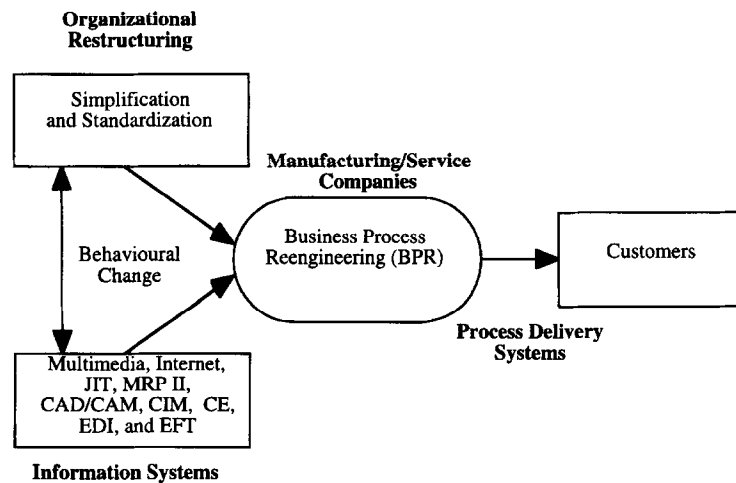 Organizational
Restructuring
Simplification
and Standardization
Manufacturing/Service
Companies
Behavioural
Change
Business Process
Reengineering (BPR)
Customers
Process Delivery
Systems
Multimedia, Internet,
JIT, MRP II,
CAD/CAM, CIM, CE,
EDI, and EFT
Information Systems